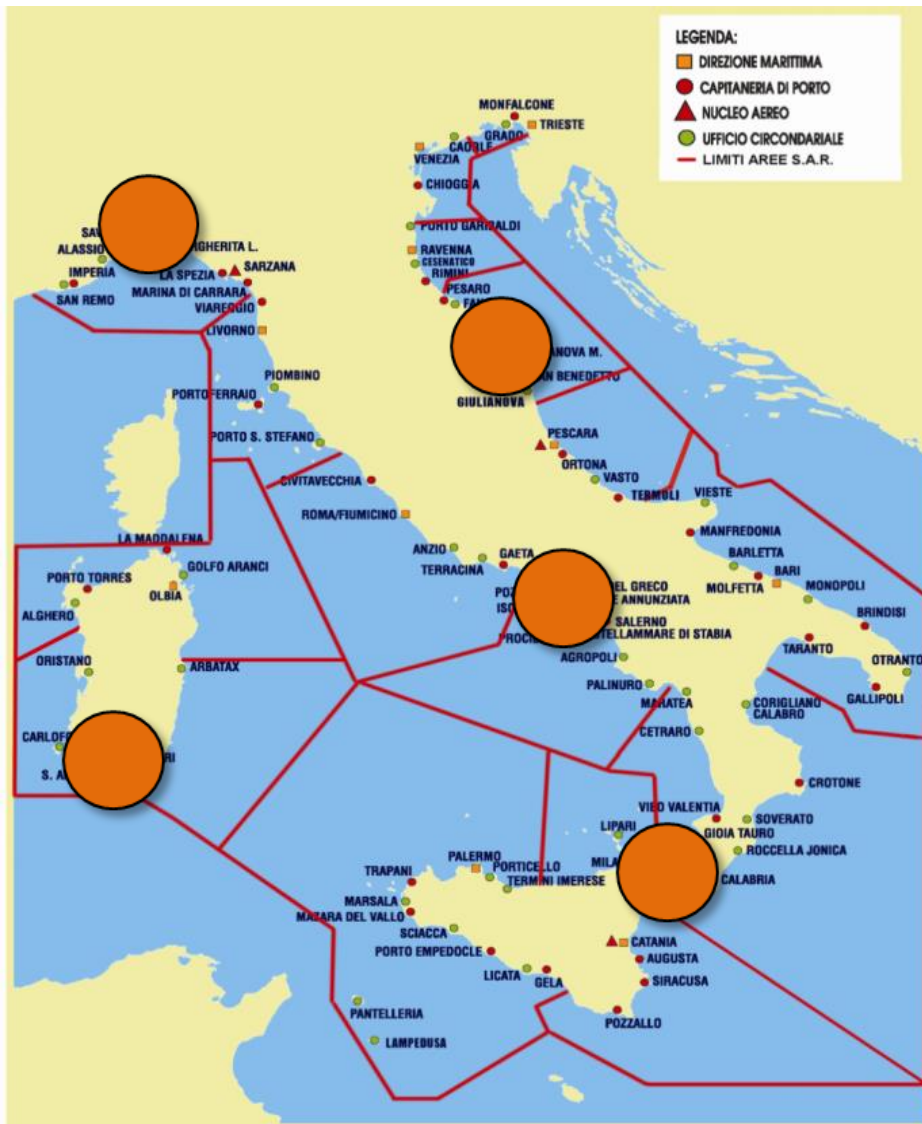 LEGENDA:
DIREZIONE MARITTIMA
CAPITANERIA DI PORTO
NUCLEO AEREO
UFFICIO CIRCONDARIALE
LIMITI AREE S.A.R.
MONFALCONE
GRADO
TRIESTE
CAORLE
VENEZIA
CHIOGGIA
PORTO GARIBALDI
RAVENNA
CESENATICO
RIMINI
PESARO
ALASSIO
IMPERIA
SAN REMO
LA SPEZIA
SARZANA
MARINA DI CARRARA
VIAREGGIO
LIVORNO
PIOMBINO
PORTOFERRAIO
PORTO S. STEFANO
CIVITAVECCHIA
ROMA/FIUMICINO
GIULIANOVA
PESCARA
ORTONA
VASTO
TERMOLI
VIESTE
MANFREDONIA
BARLETTA
BARI
MOLFETTA
MONOPOLI
BRINDISI
TARANTO
OTRANTO
GALLIPOLI
ANZIO
GAETA
TERRACINA
DEL GRECO
ANNUNZIATA
SALERNO
DI STABIA
AGROPOLI
PALINURO
MARATEA
CETRARO
CORIGLIANO
CALABRO
CROTONE
VIBO VALENTIA
GIOIA TAURO
SOVERATO
ROCCELLA JONICA
CALABRIA
LA MADDALENA
GOLFO ARANCI
PORTO TORRES
OLBIA
ALGHERO
ORISTANO
ARBATAX
LIPARI
PALERMO
PORTICELLO
TERMINI IMERESE
TRAPANI
MARSALA
MAZARA DEL VALLO
SCIACCA
PORTO EMPEDOCLE
LICATA
GELA
CATANIA
AUGUSTA
SIRACUSA
POZZALLO
PANTELLERIA
LAMPEDUSA